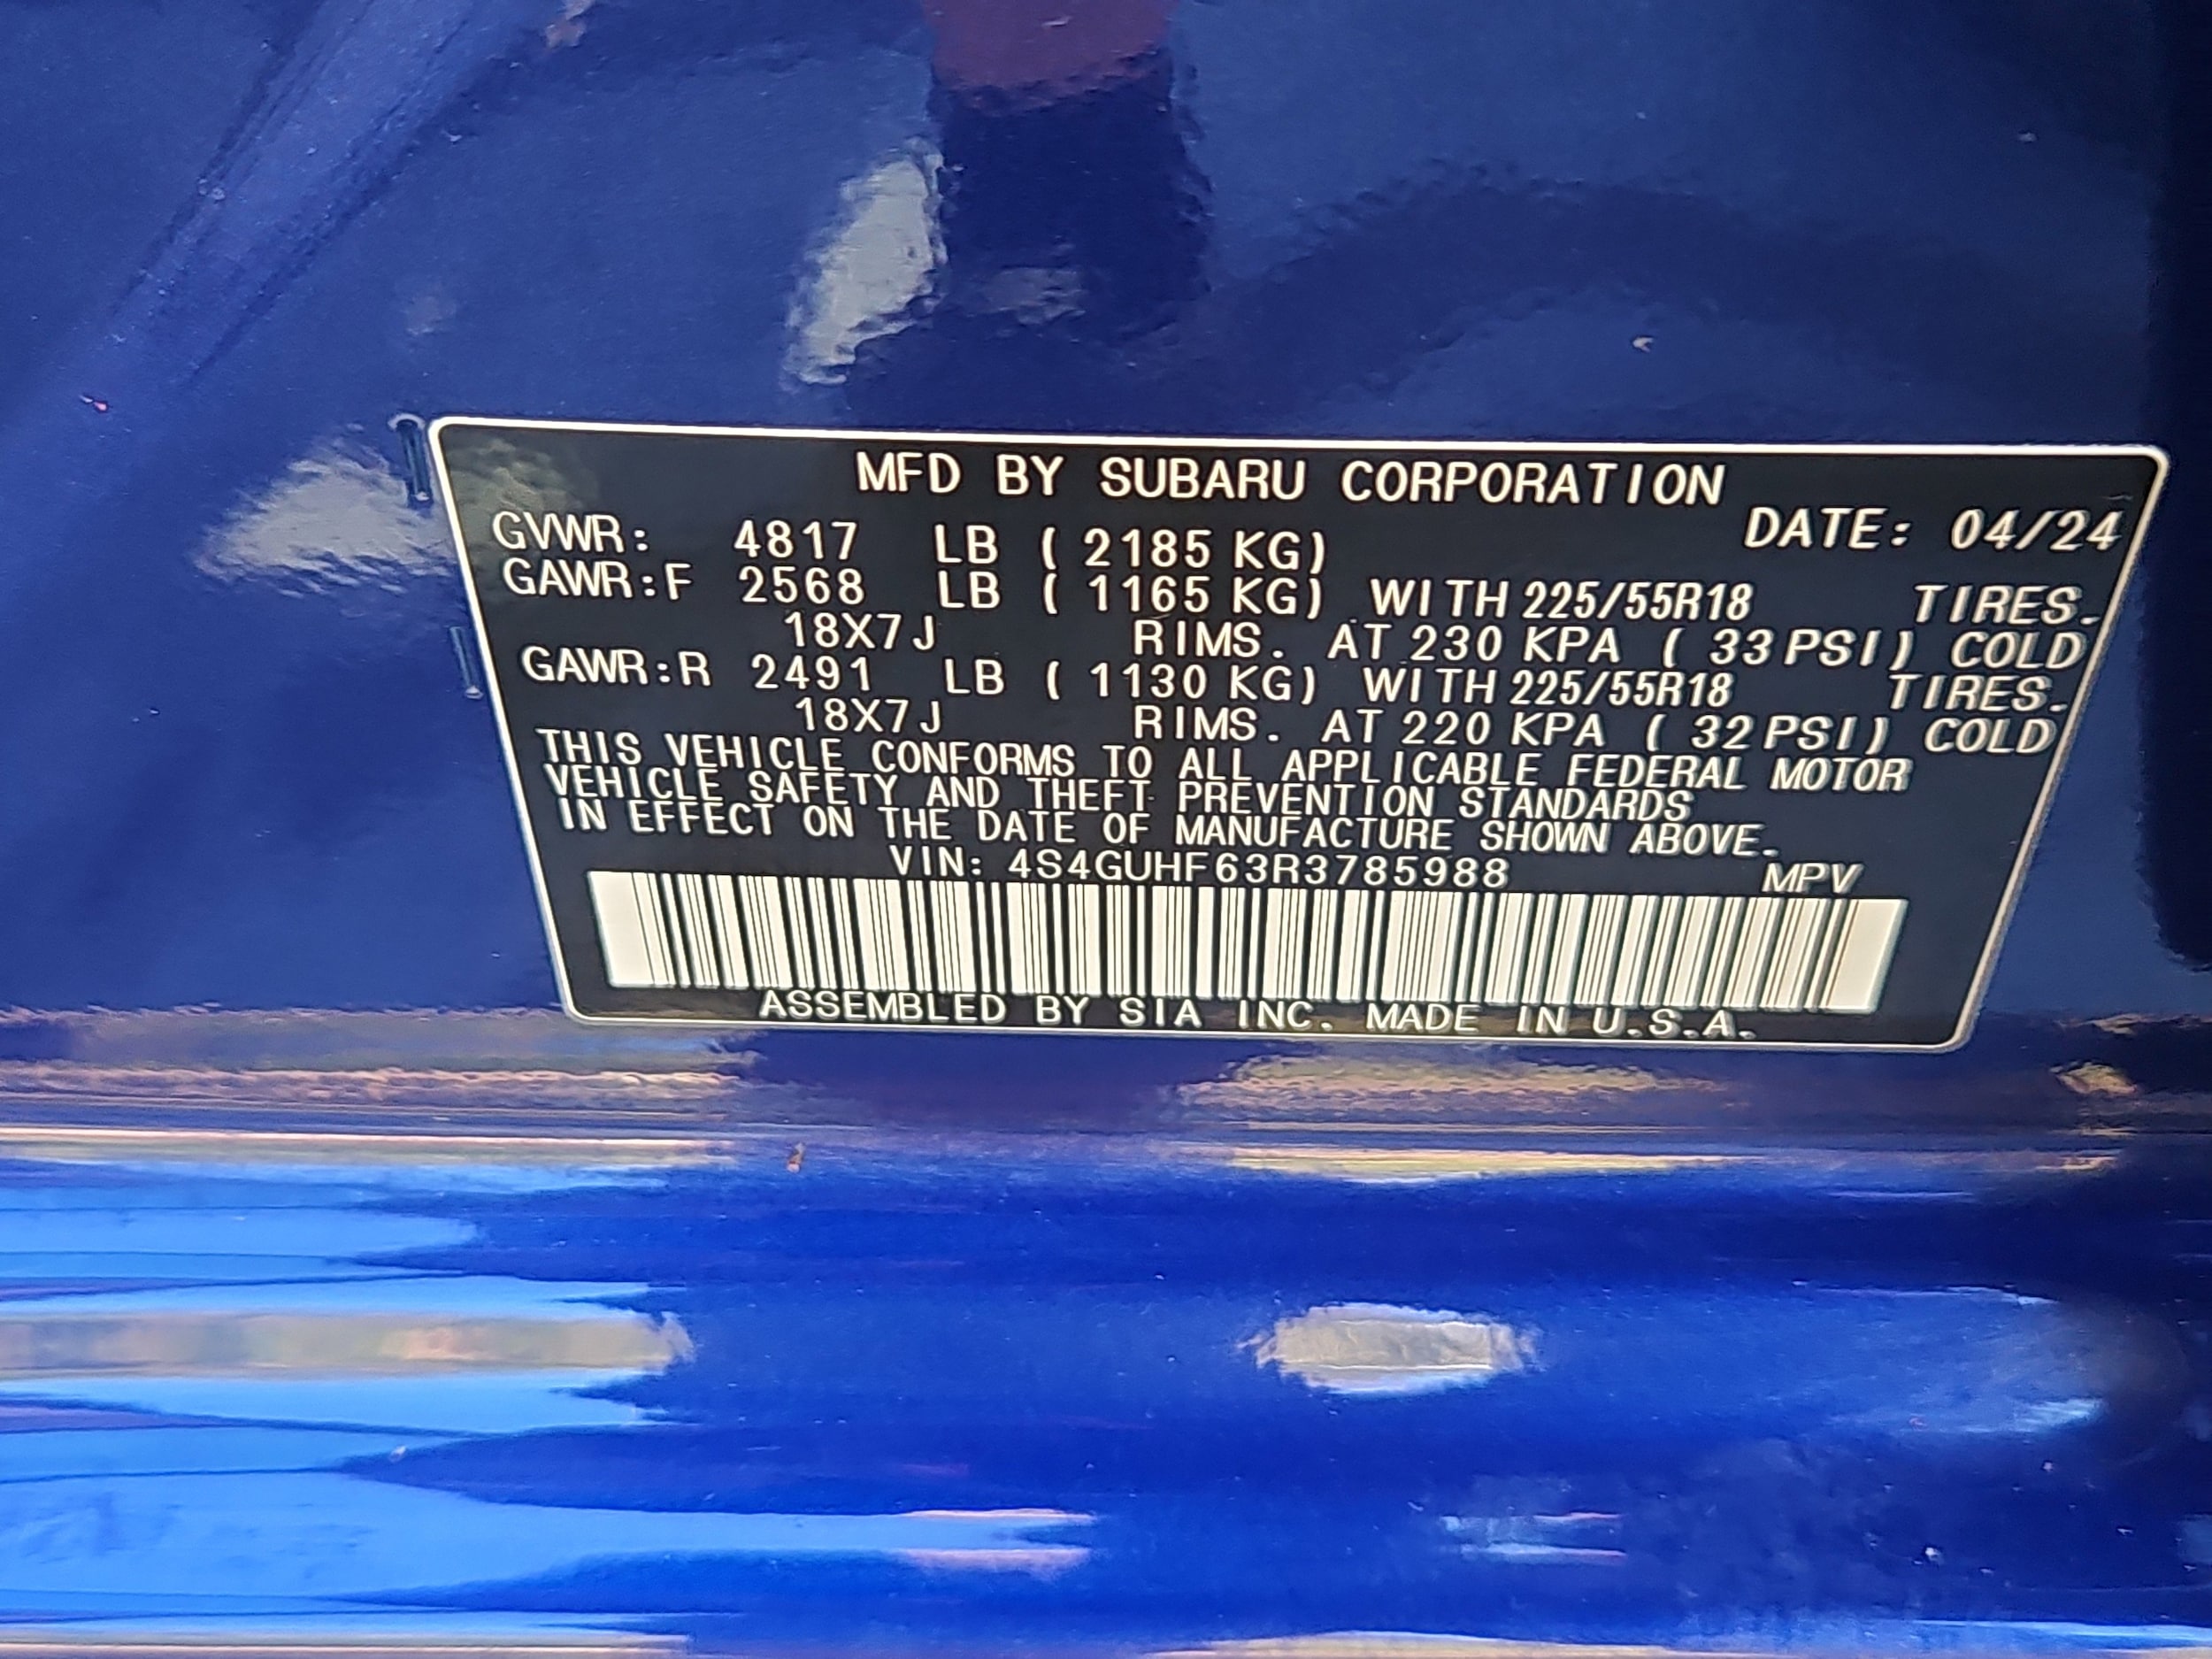 MFD BY SUBARU CORPORATION
DATE: 04/24
GVWR: 4817 LB ( 2185 KG)
GAWR:F 2568 LB ( 1165 KG) WITH 225/55R18 TIRES.
18X7J RIMS. AT 230 KPA ( 33 PSI) COLD
GAWR:R 2491 LB ( 1130 KG) WITH 225/55R18 TIRES.
18X7J RIMS. AT 220 KPA ( 32 PSI) COLD
THIS VEHICLE CONFORMS TO ALL APPLICABLE FEDERAL MOTOR
VEHICLE SAFETY AND THEFT PREVENTION STANDARDS
IN EFFECT ON THE DATE OF MANUFACTURE SHOWN ABOVE.
VIN: 4S4GUHF63R3785988 MPV
ASSEMBLED BY SIA INC. MADE IN U.S.A.